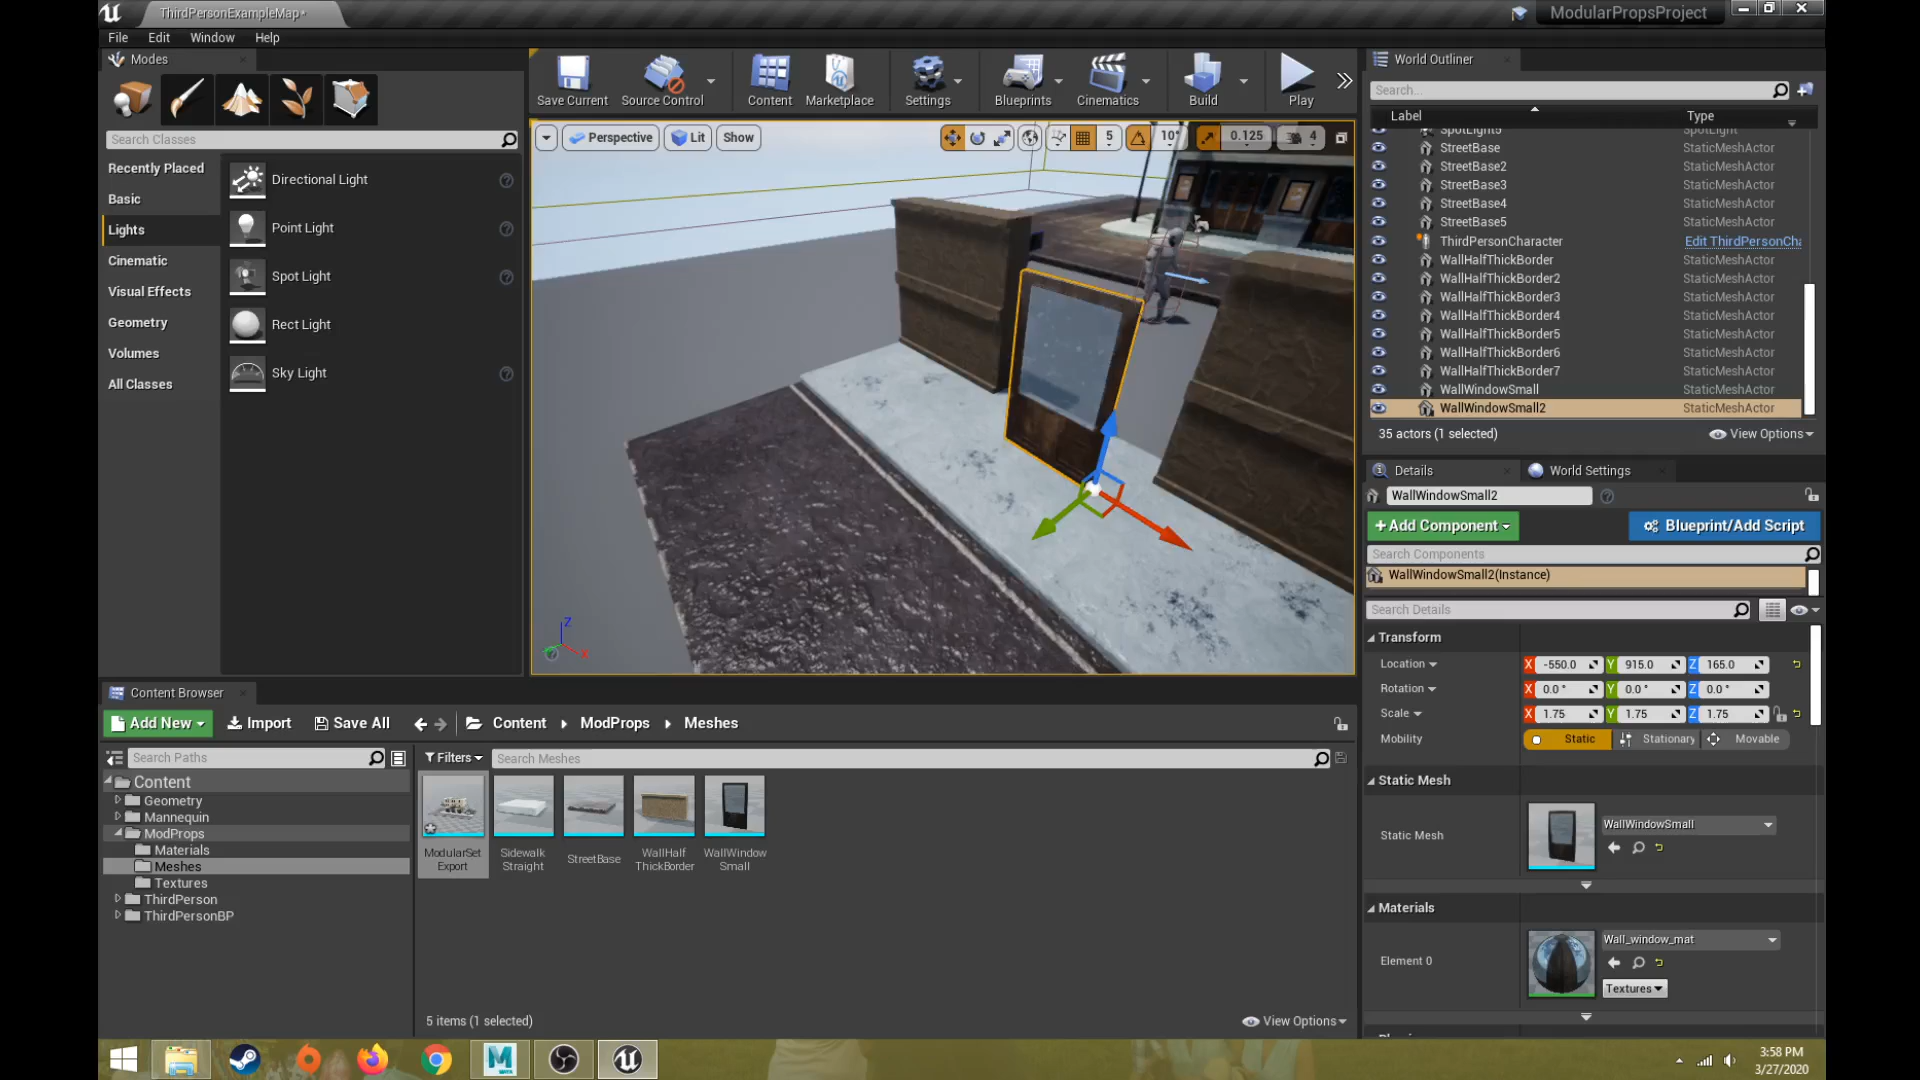 ThirdPersonExampleMap*
ModularPropsProject
File Edit Window Help
Modes
Search Classes
Recently Placed
Basic
Lights
Cinematic
Visual Effects
Geometry
Volumes
All Classes
Directional Light
Point Light
Spot Light
Rect Light
Sky Light
Save Current
Source Control
Content
Marketplace
Settings
Blueprints
Cinematics
Build
Play
Perspective
Lit
Show
5
10°
0.125
4
Z
X
World Outliner
Search...
Label Type
SpotLight5 SpotLight
StreetBase StaticMeshActor
StreetBase2 StaticMeshActor
StreetBase3 StaticMeshActor
StreetBase4 StaticMeshActor
StreetBase5 StaticMeshActor
ThirdPersonCharacter Edit ThirdPersonCha
WallHalfThickBorder StaticMeshActor
WallHalfThickBorder2 StaticMeshActor
WallHalfThickBorder3 StaticMeshActor
WallHalfThickBorder4 StaticMeshActor
WallHalfThickBorder5 StaticMeshActor
WallHalfThickBorder6 StaticMeshActor
WallHalfThickBorder7 StaticMeshActor
WallWindowSmall StaticMeshActor
WallWindowSmall2 StaticMeshActor
35 actors (1 selected)
View Options
Details
World Settings
WallWindowSmall2
+Add Component
Blueprint/Add Script
Search Components
WallWindowSmall2(Instance)
Search Details
Transform
Location X -550.0 Y 915.0 Z 165.0
Rotation X 0.0 ° Y 0.0 ° Z 0.0 °
Scale X 1.75 Y 1.75 Z 1.75
Mobility Static Stationary Movable
Static Mesh
Static Mesh
WallWindowSmall
Materials
Element 0
Wall_window_mat
Textures
Content Browser
Add New
Import
Save All
Content ModProps Meshes
Search Paths
Filters
Search Meshes
Content
Geometry
Mannequin
ModProps
Materials
Meshes
Textures
ThirdPerson
ThirdPersonBP
ModularSet
Export
Sidewalk
Straight
StreetBase
WallHalf
ThickBorder
WallWindow
Small
5 items (1 selected)
View Options
3:58 PM
3/27/2020